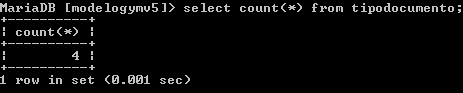 MariaDB [modelogymv5]> select count(*) from tipodocumento;
+----------+
¦ count(*) ¦
+----------+
¦        4 ¦
+----------+
1 row in set (0.001 sec)